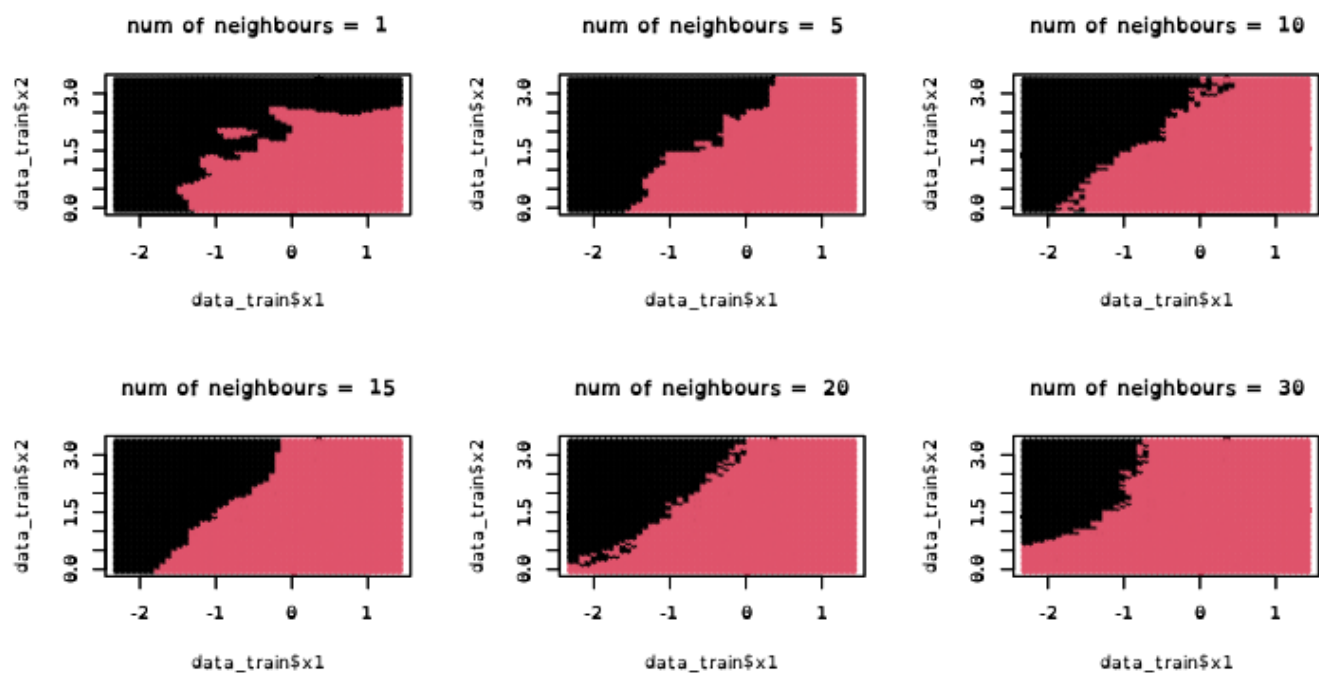 num of neighbours = 1
data_train$x2
3.0
1.5
0.0
-2 -1 0 1
data_train$x1
num of neighbours = 5
data_train$x2
3.0
1.5
0.0
-2 -1 0 1
data_train$x1
num of neighbours = 10
data_train$x2
3.0
1.5
0.0
-2 -1 0 1
data_train$x1
num of neighbours = 15
data_train$x2
3.0
1.5
0.0
-2 -1 0 1
data_train$x1
num of neighbours = 20
data_train$x2
3.0
1.5
0.0
-2 -1 0 1
data_train$x1
num of neighbours = 30
data_train$x2
3.0
1.5
0.0
-2 -1 0 1
data_train$x1